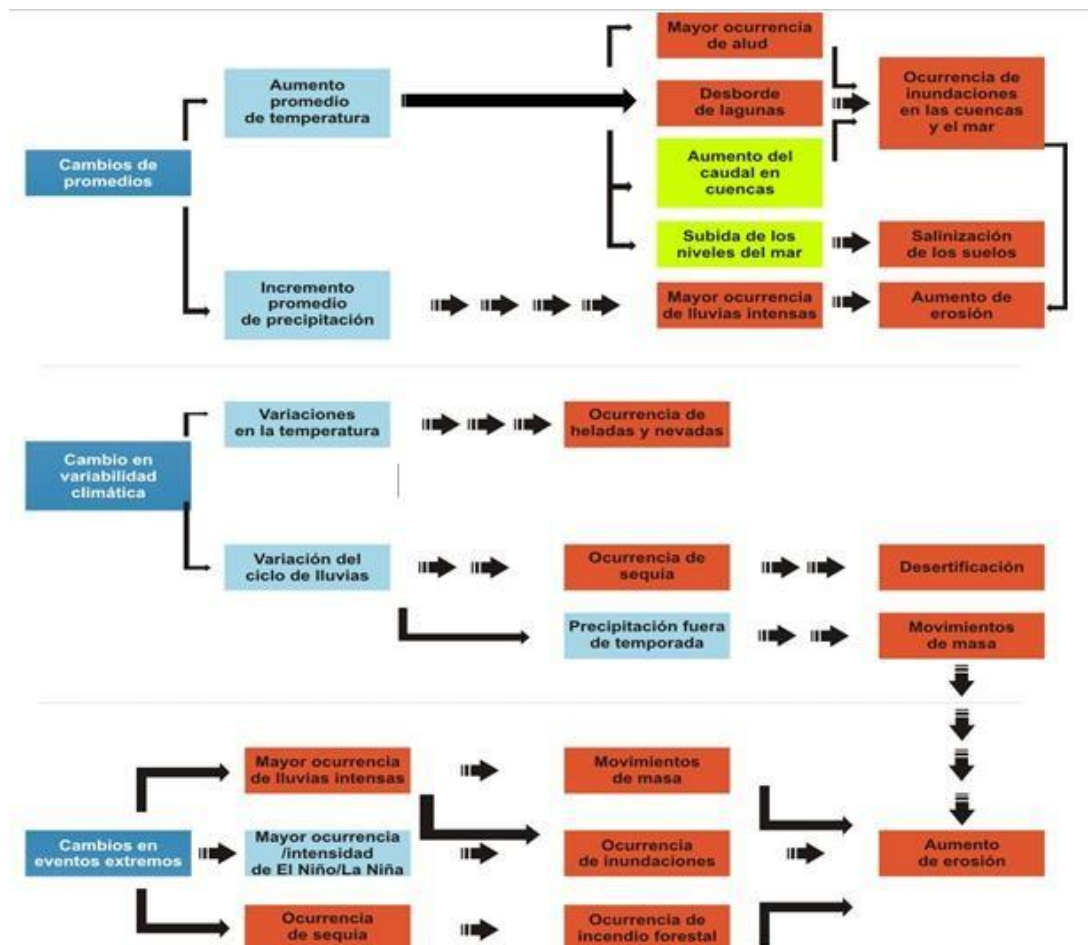 Mayor ocurrencia
de alud
Aumento
promedio
de temperatura
Desborde
de lagunas
Ocurrencia de
inundaciones
en las cuencas
y el mar
Cambios de
promedios
Aumento del
caudal en
cuencas
Subida de los
niveles del mar
Salinización
de los suelos
Incremento
promedio
de precipitación
Mayor ocurrencia
de lluvias intensas
Aumento de
erosión
Variaciones
en la temperatura
Ocurrencia de
heladas y nevadas
Cambio en
variabilidad
climática
Variación del
ciclo de lluvias
Ocurrencia de
sequia
Desertificación
Precipitación fuera
de temporada
Movimientos
de masa
Mayor ocurrencia
de lluvias intensas
Movimientos
de masa
Cambios en
eventos extremos
Mayor ocurrencia
/intensidad
de El Niño/La Niña
Ocurrencia
de inundaciones
Aumento
de erosión
Ocurrencia
de sequia
Ocurrencia de
incendio forestal